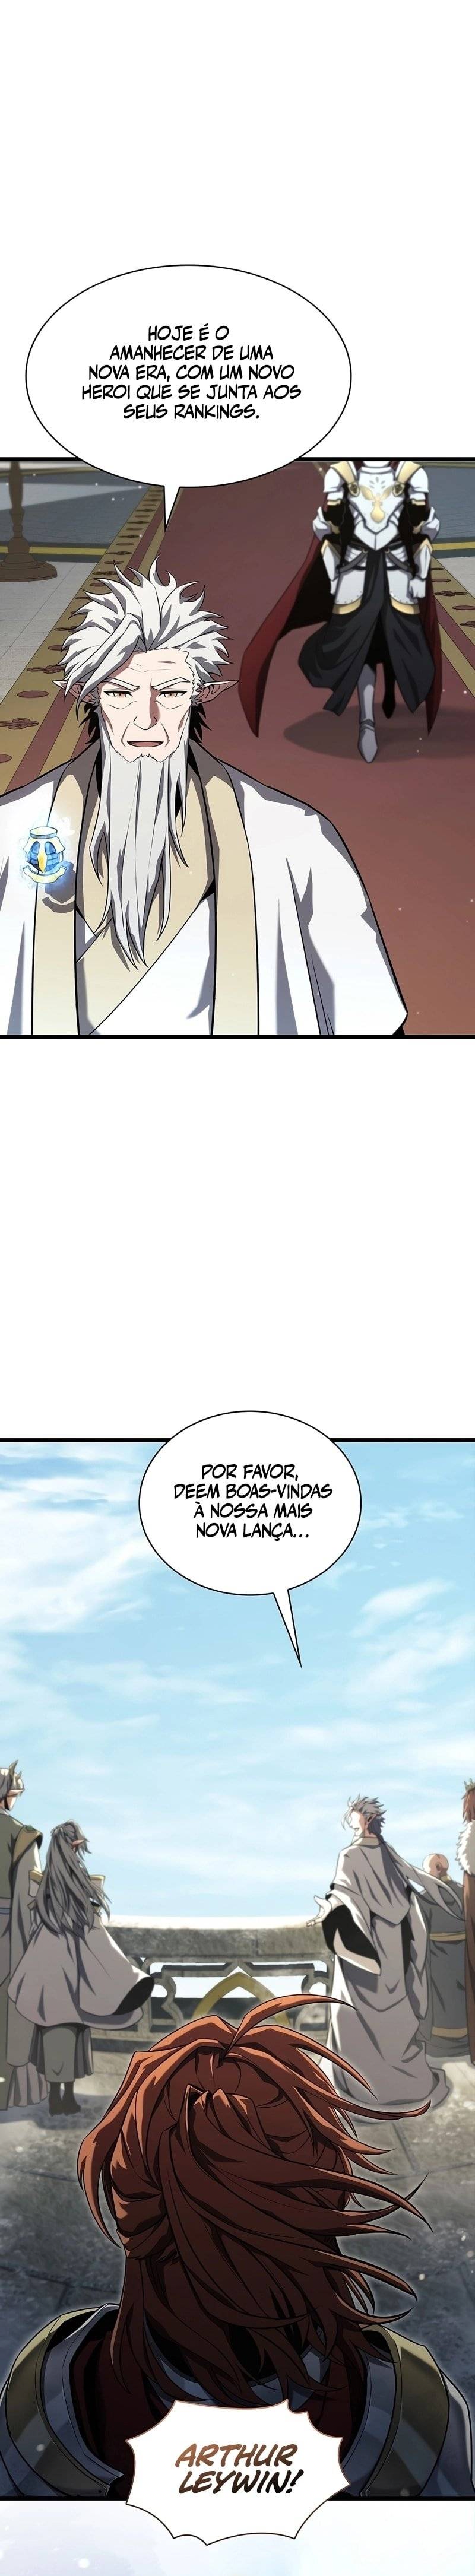 HOJE É O
AMANHECER DE UMA
NOVA ERA, COM UM NOVO
HEROI QUE SE JUNTA AOS
SEUS RANKINGS.
POR FAVOR,
DEEM BOAS-VINDAS
À NOSSA MAIS
NOVA LANÇA...
ARTHUR
LEYWIN!